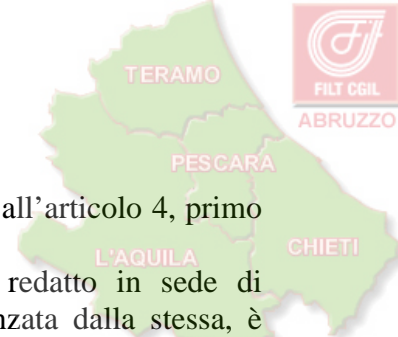 TERAMO
FILT CGIL
ABRUZZO
PESCARA
all’articolo 4, primo
L'AQUILA
CHIETI
redatto in sede di
nzata dalla stessa, è